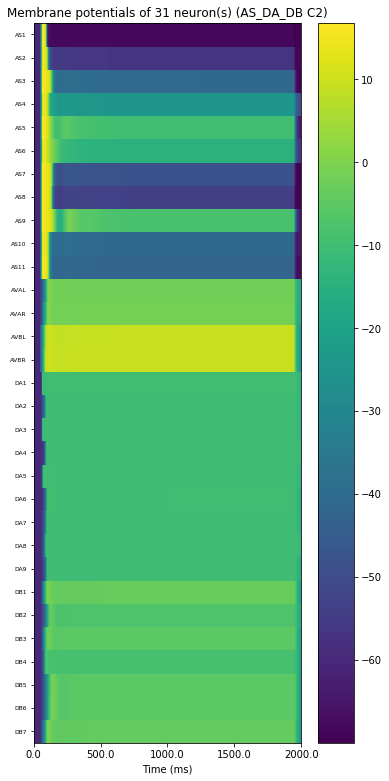 Membrane potentials of 31 neuron(s) (AS_DA_DB C2)
AS1
AS2
AS3
AS4
AS5
AS6
AS7
AS8
AS9
AS10
AS11
AVAL
AVAR
AVBL
AVBR
DA1
DA2
DA3
DA4
DA5
DA6
DA7
DA8
DA9
DB1
DB2
DB3
DB4
DB5
DB6
DB7
0.0 500.0 1000.0 1500.0 2000.0
Time (ms)
10
0
−10
−20
−30
−40
−50
−60